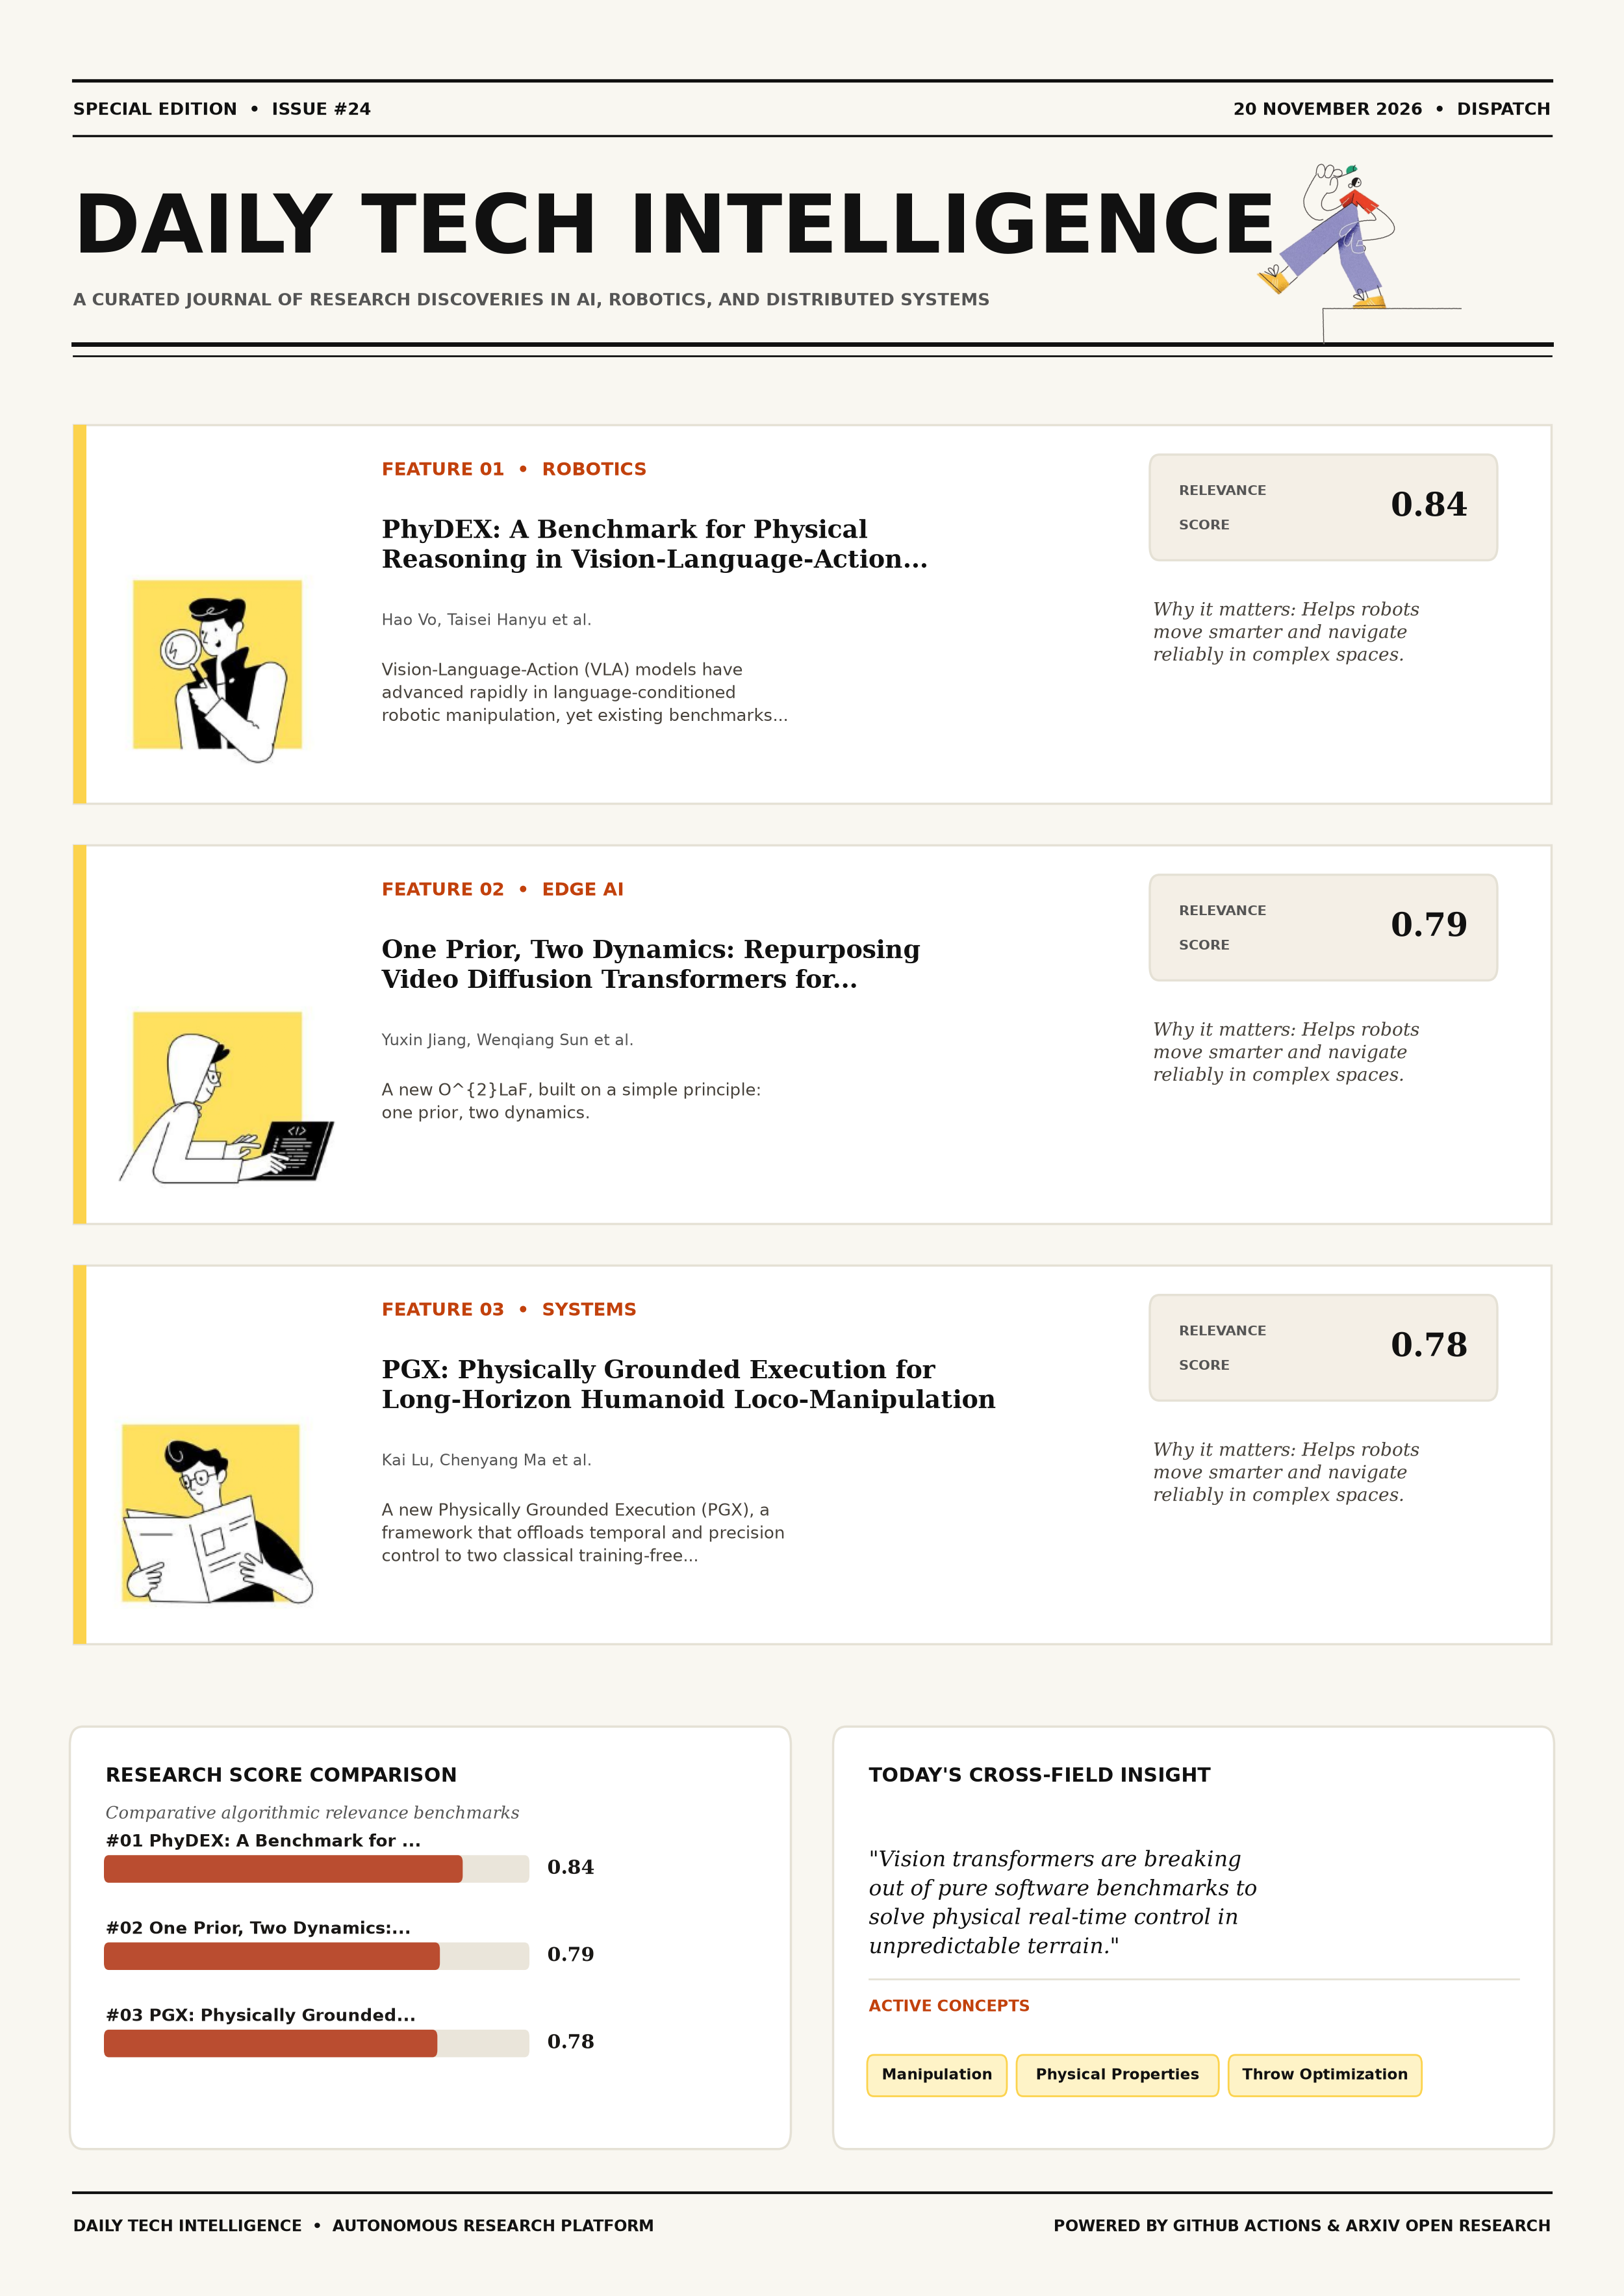 SPECIAL EDITION • ISSUE #24
20 NOVEMBER 2026 • DISPATCH
DAILY TECH INTELLIGENCE
A CURATED JOURNAL OF RESEARCH DISCOVERIES IN AI, ROBOTICS, AND DISTRIBUTED SYSTEMS
FEATURE 01 • ROBOTICS
PhyDEX: A Benchmark for Physical
Reasoning in Vision-Language-Action...
Hao Vo, Taisei Hanyu et al.
Vision-Language-Action (VLA) models have
advanced rapidly in language-conditioned
robotic manipulation, yet existing benchmarks...
RELEVANCE
SCORE
0.84
Why it matters: Helps robots
move smarter and navigate
reliably in complex spaces.
FEATURE 02 • EDGE AI
One Prior, Two Dynamics: Repurposing
Video Diffusion Transformers for...
Yuxin Jiang, Wenqiang Sun et al.
A new O^{2}LaF, built on a simple principle:
one prior, two dynamics.
</>
RELEVANCE
SCORE
0.79
Why it matters: Helps robots
move smarter and navigate
reliably in complex spaces.
FEATURE 03 • SYSTEMS
PGX: Physically Grounded Execution for
Long-Horizon Humanoid Loco-Manipulation
Kai Lu, Chenyang Ma et al.
A new Physically Grounded Execution (PGX), a
framework that offloads temporal and precision
control to two classical training-free...
RELEVANCE
SCORE
0.78
Why it matters: Helps robots
move smarter and navigate
reliably in complex spaces.
RESEARCH SCORE COMPARISON
Comparative algorithmic relevance benchmarks
#01 PhyDEX: A Benchmark for ...
0.84
#02 One Prior, Two Dynamics:...
0.79
#03 PGX: Physically Grounded...
0.78
TODAY'S CROSS-FIELD INSIGHT
"Vision transformers are breaking
out of pure software benchmarks to
solve physical real-time control in
unpredictable terrain."
ACTIVE CONCEPTS
Manipulation
Physical Properties
Throw Optimization
DAILY TECH INTELLIGENCE • AUTONOMOUS RESEARCH PLATFORM
POWERED BY GITHUB ACTIONS & ARXIV OPEN RESEARCH